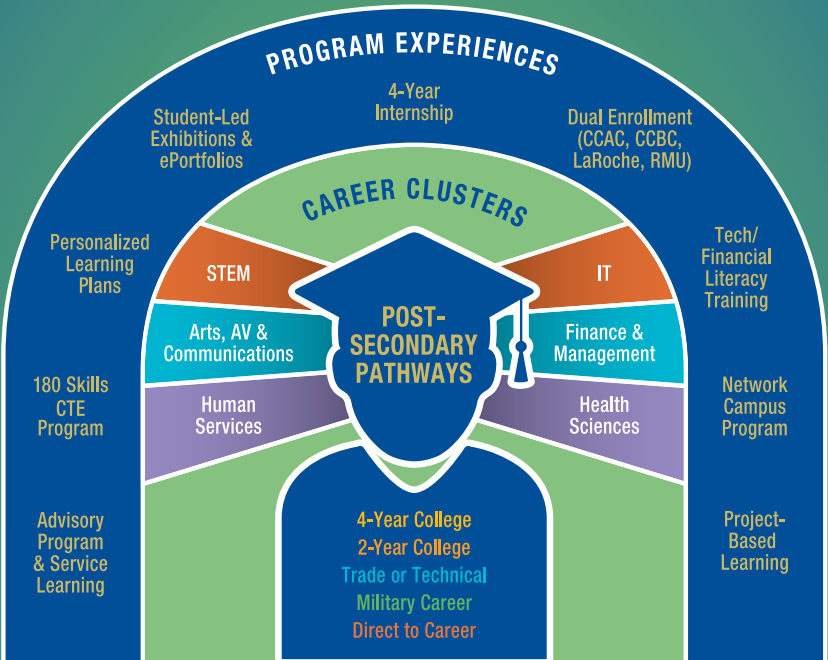 PROGRAM EXPERIENCES
4-Year
Internship
Student-Led
Exhibitions &
ePortfolios
Dual Enrollment
(CCAC, CCBC,
LaRoche, RMU)
Personalized
Learning
Plans
Tech/
Financial
Literacy
Training
180 Skills
CTE
Program
Network
Campus
Program
Advisory
Program
& Service
Learning
Project-
Based
Learning
CAREER CLUSTERS
STEM
IT
Arts, AV &
Communications
Finance &
Management
Human
Services
Health
Sciences
POST-
SECONDARY
PATHWAYS
4-Year College
2-Year College
Trade or Technical
Military Career
Direct to Career